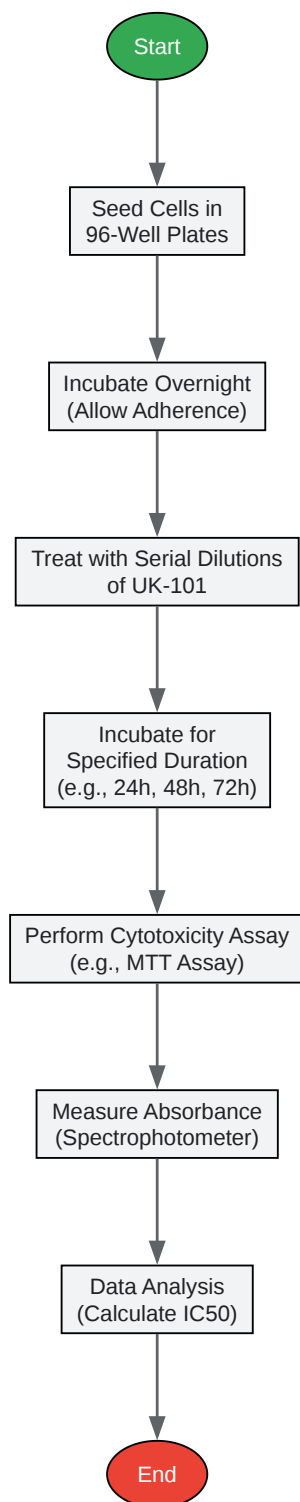 Start
Seed Cells in
96-Well Plates
Incubate Overnight
(Allow Adherence)
Treat with Serial Dilutions
of UK-101
Incubate for
Specified Duration
(e.g., 24h, 48h, 72h)
Perform Cytotoxicity Assay
(e.g., MTT Assay)
Measure Absorbance
(Spectrophotometer)
Data Analysis
(Calculate IC50)
End